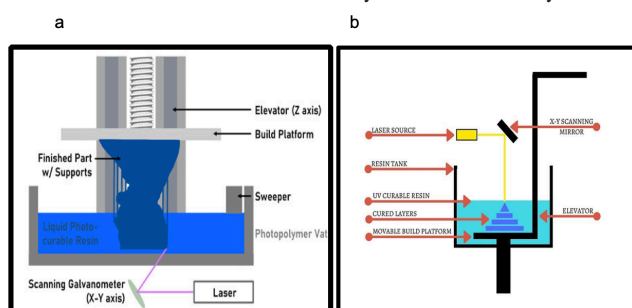 a
b
Elevator (Z axis)
Build Platform
Finished Part
w/ Supports
Sweeper
Liquid Photo-
curable Resin
Photopolymer Vat
Scanning Galvanometer
(X-Y axis)
Laser
LASER SOURCE
X-Y SCANNING
MIRROR
RESIN TANK
UV CURABLE RESIN
CURED LAYERS
ELEVATOR
MOVABLE BUILD PLATFORM